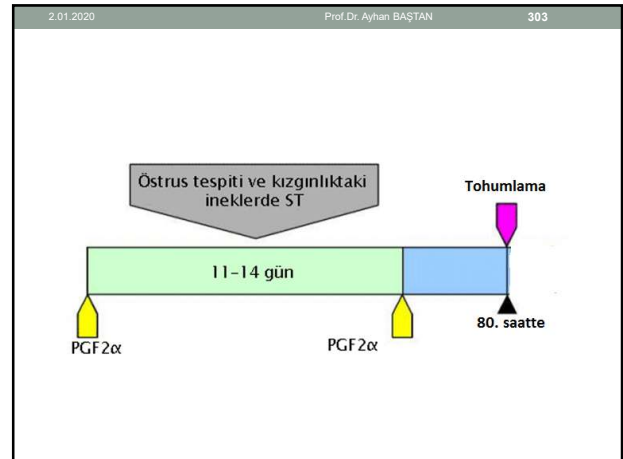 2.01.2020 Prof.Dr. Ayhan BAŞTAN 303
Östrus tespiti ve kızgınlıktaki
ineklerde ST
Tohumlama
11-14 gün
80. saatte
PGF2α
PGF2α